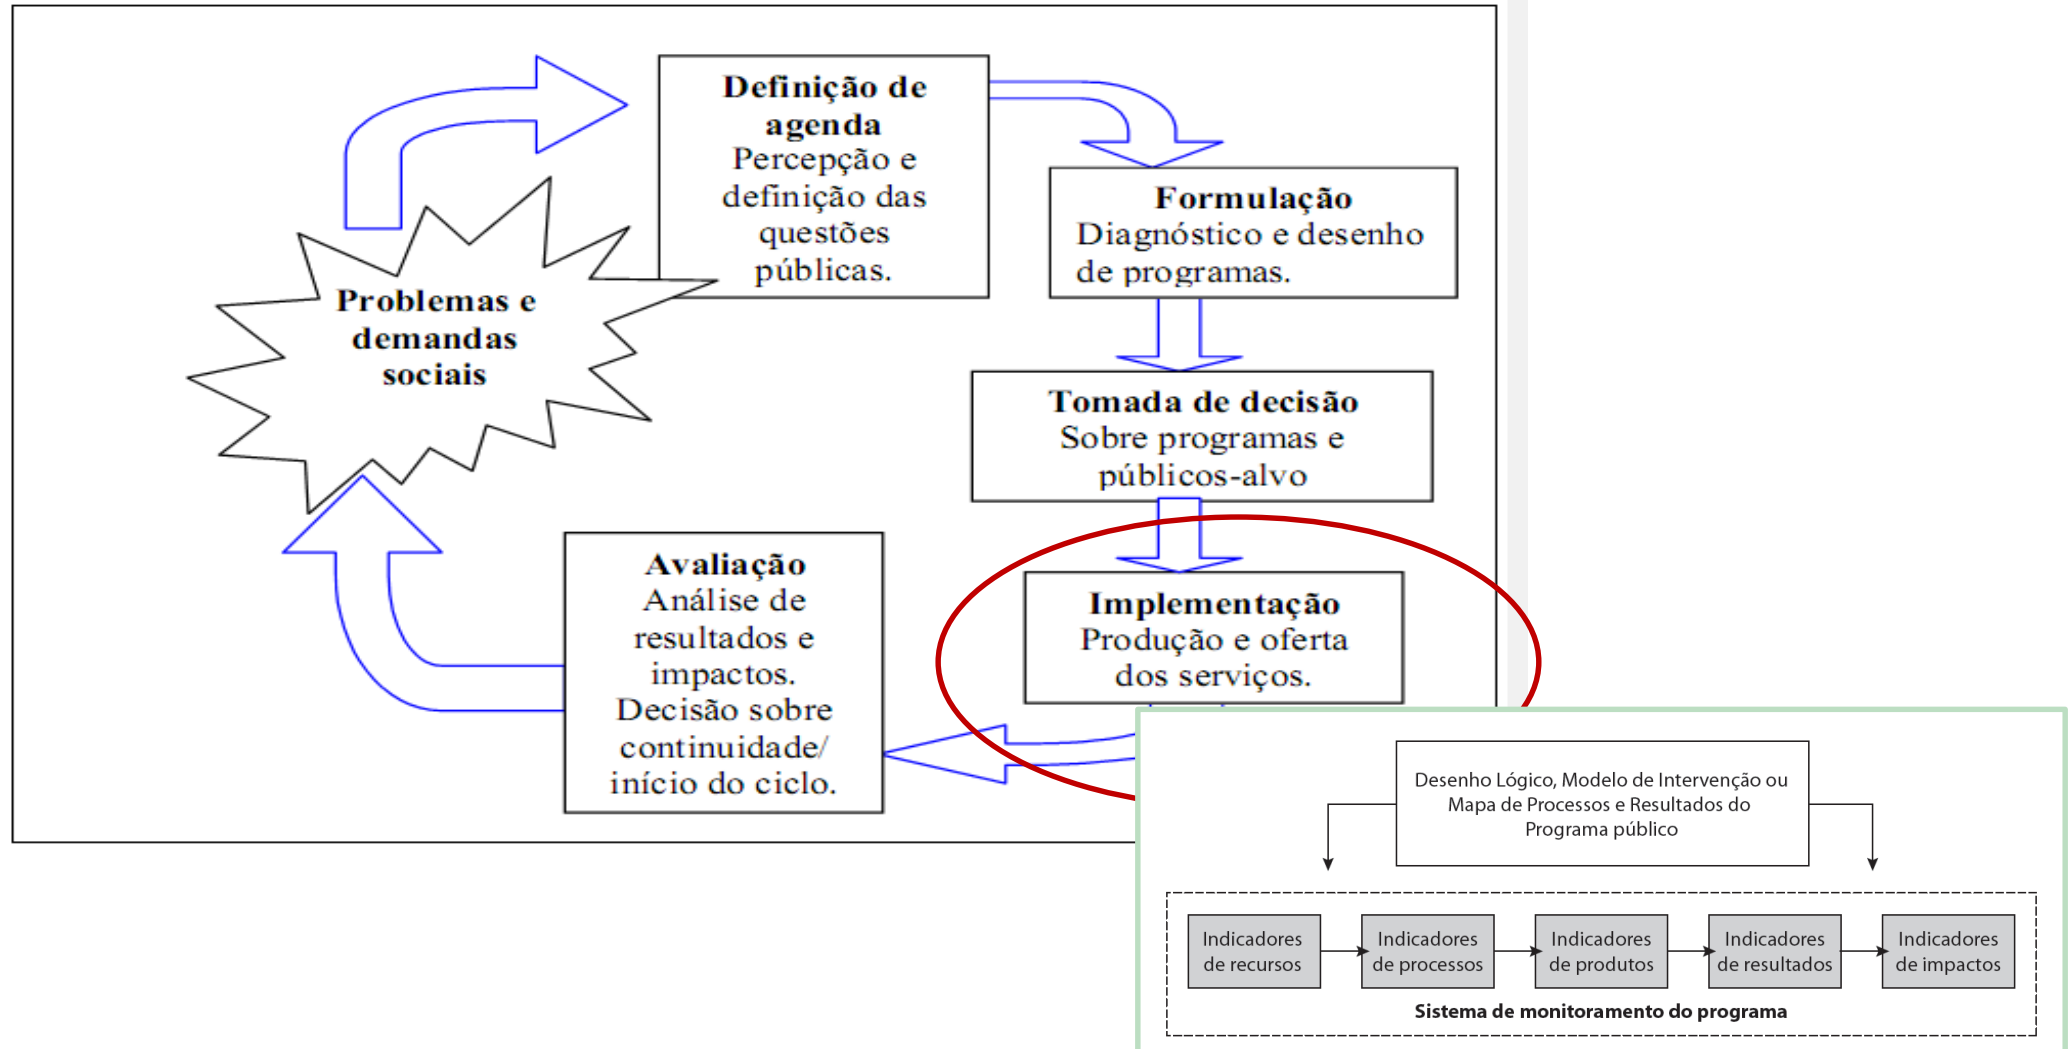 Definição de
agenda
Percepção e
definição das
questões
públicas.
Formulação
Diagnóstico e desenho
de programas.
Problemas e
demandas
sociais
Tomada de decisão
Sobre programas e
públicos-alvo
Implementação
Produção e oferta
dos serviços.
Avaliação
Análise de
resultados e
impactos.
Decisão sobre
continuidade/
início do ciclo.
Desenho Lógico, Modelo de Intervenção ou
Mapa de Processos e Resultados do
Programa público
Indicadores
de recursos
Indicadores
de processos
Indicadores
de produtos
Indicadores
de resultados
Indicadores
de impactos
Sistema de monitoramento do programa